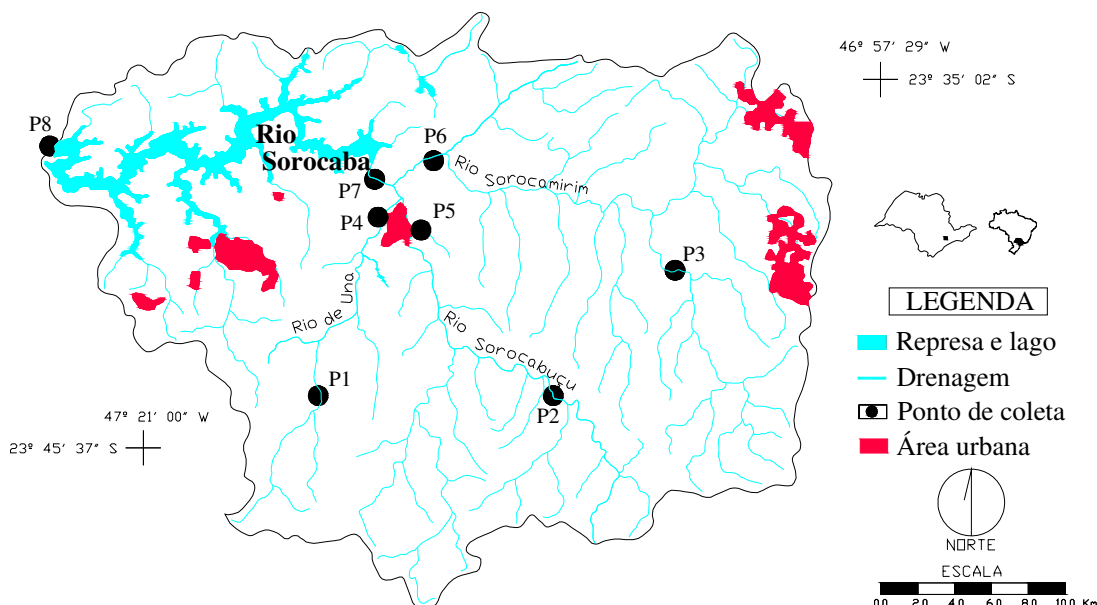 46º 57' 29" W
23º 35' 02" S
P8
Rio
Sorocaba
P6
Rio Sorocamirim
P7
P4
P5
P3
Rio de Una
Rio Sorocabuçu
P1
P2
47º 21' 00" W
23º 45' 37" S
LEGENDA
Represa e lago
Drenagem
Ponto de coleta
Área urbana
NORTE
ESCALA
0.0 2.0 4.0 6.0 8.0 10.0 Km